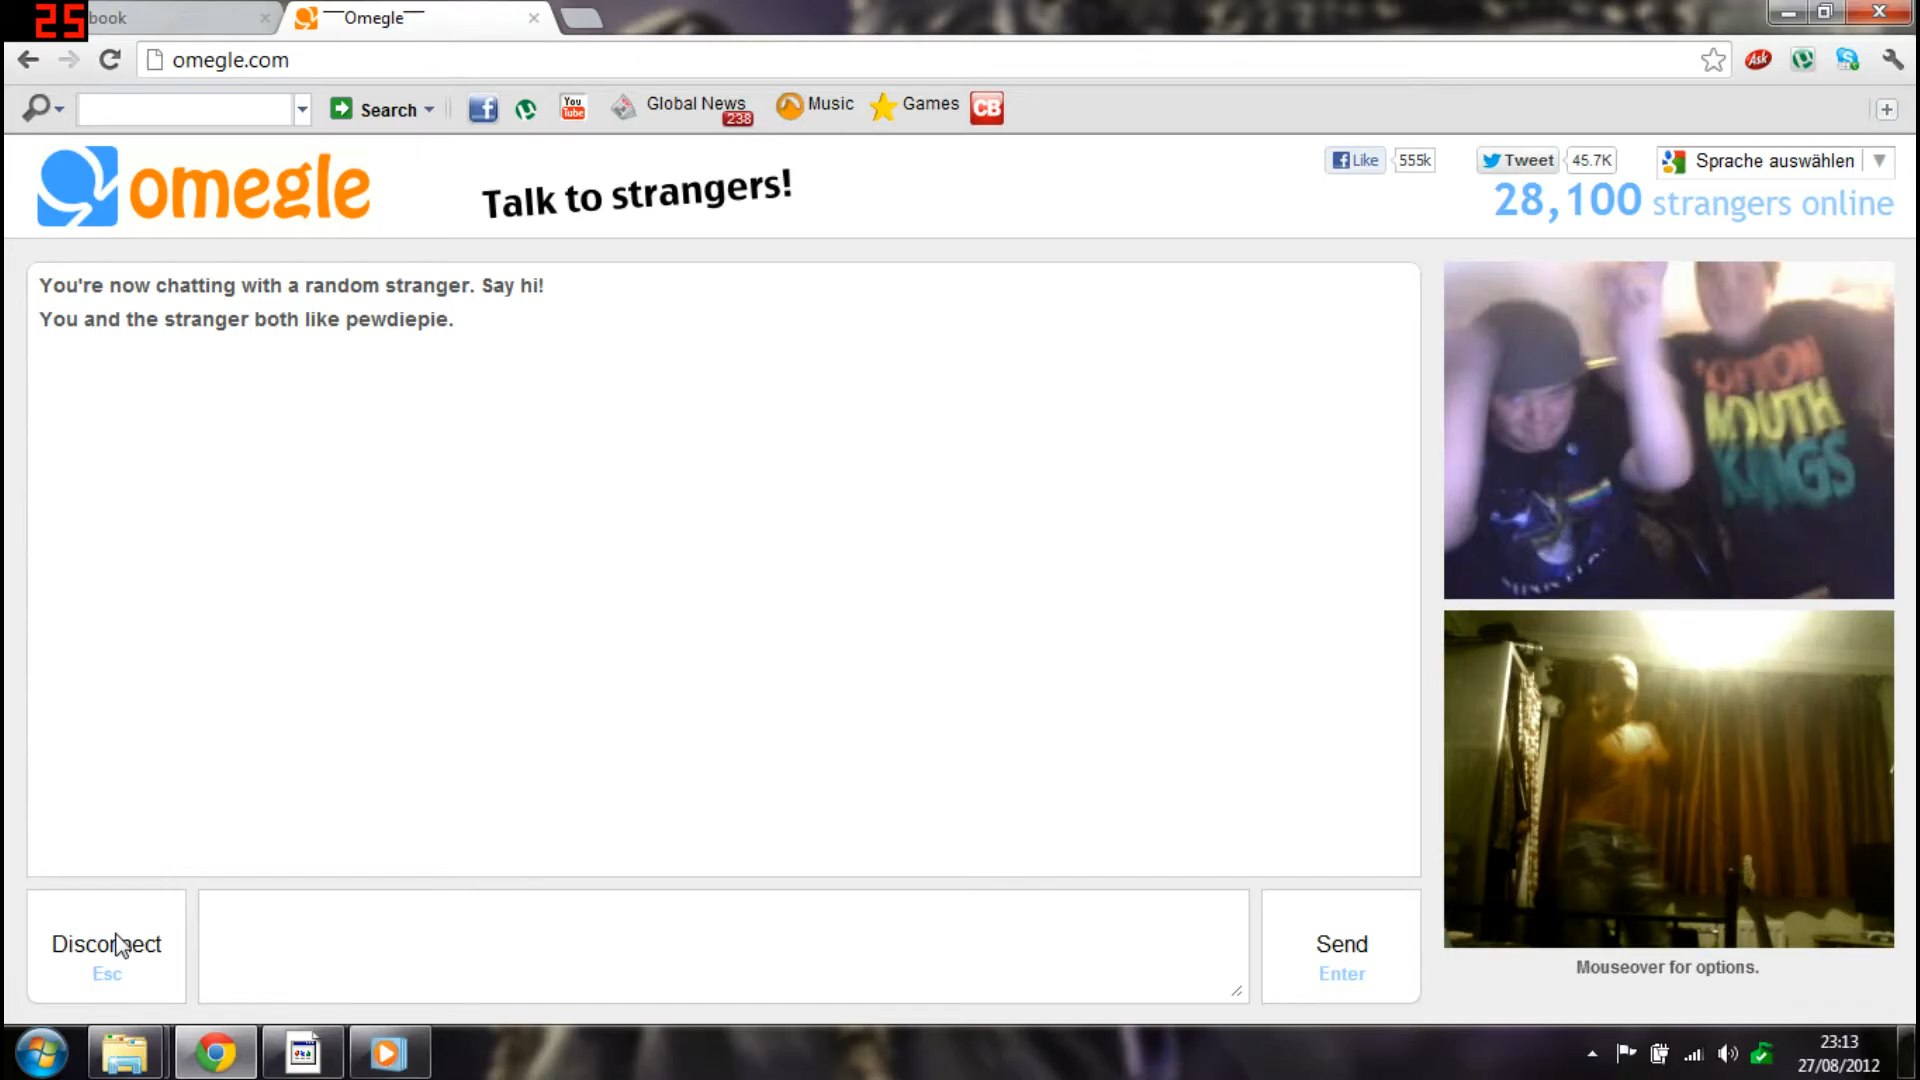 25
book
Omegle
omegle.com
Ask
Search
You Tube
Global News
238
Music
Games
CB
omegle
Talk to strangers!
Like
555k
Tweet
45.7K
Sprache auswählen
28,100 strangers online
You're now chatting with a random stranger. Say hi!
You and the stranger both like pewdiepie.
MOUTH
KINGS
Disconnect
Esc
Send
Enter
Mouseover for options.
23:13
27/08/2012